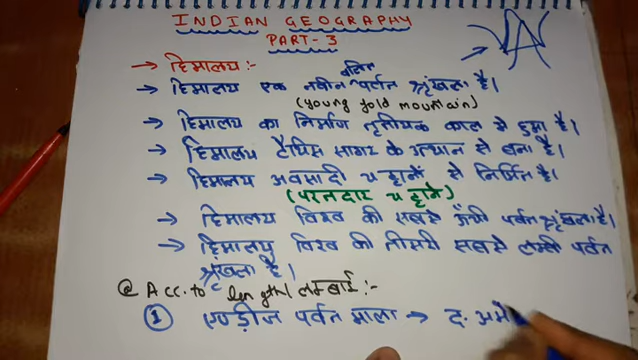 INDIAN GEOGRAPHY
PART-3
→ हिमालय :-
→ हिमालय एक नवीन वलित पर्वत श्रृंखला है।
(young fold mountain)
→ हिमालय का निर्माण तृतीयक काल मे हुआ है।
→ हिमालय टैथिस सागर के उत्थान से बना है।
→ हिमालय अवसादी चट्टानों से निर्मित है।
(परतदार चट्टाने)
→ हिमालय विश्व की सबसे ऊँची पर्वत श्रृंखला है।
→ हिमालय विश्व की तीसरी सबसे लम्बी पर्वत
श्रृंखला है।
@ Acc. to length/लम्बाई :-
① एण्डीज पर्वत माला → द. अमे